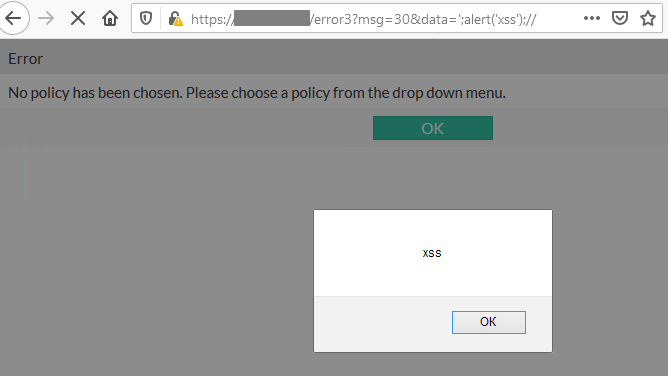 https:// /error3?msg=30&data=';alert('xss');//
Error
No policy has been chosen. Please choose a policy from the drop down menu.
OK
xss
OK